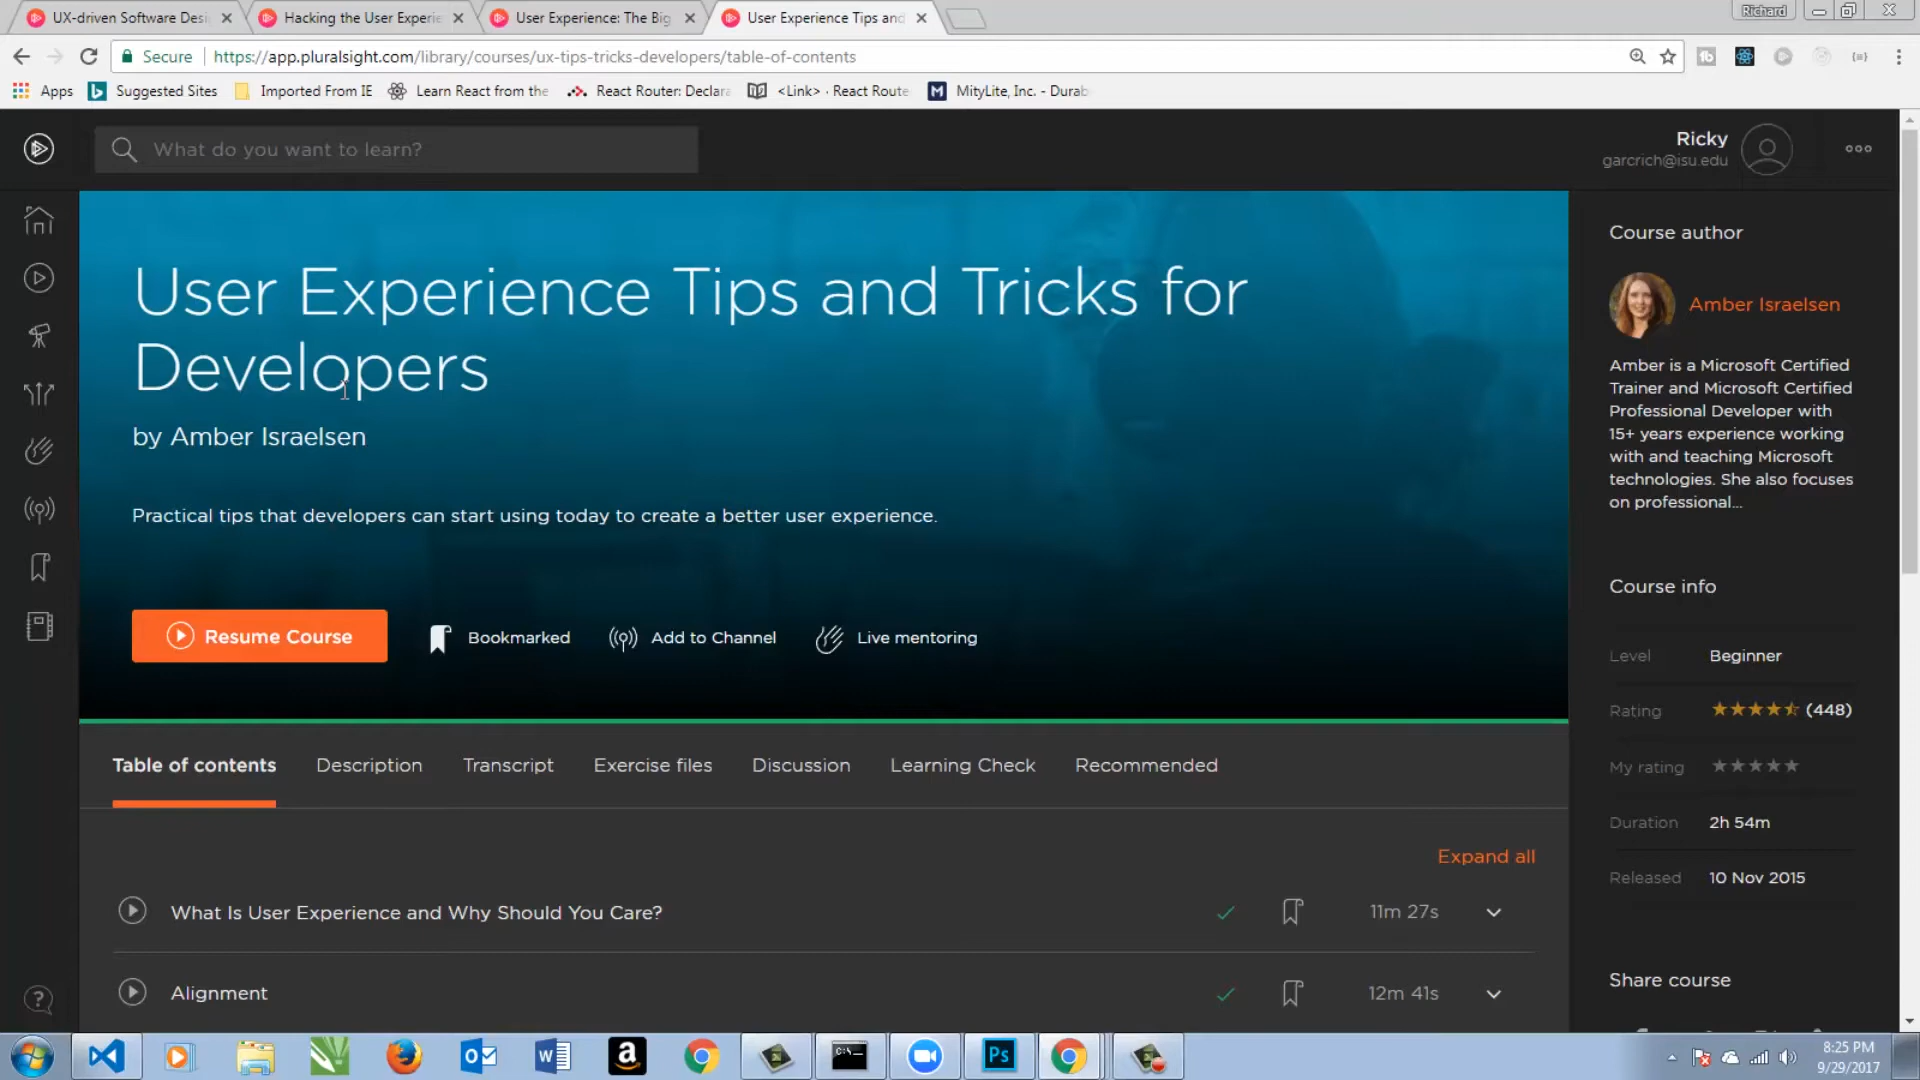 UX-driven Software Desi
Hacking the User Experie
User Experience: The Big
User Experience Tips and
Richard
Secure
https://app.pluralsight.com/library/courses/ux-tips-tricks-developers/table-of-contents
Apps
Suggested Sites
Imported From IE
Learn React from the
React Router: Declara
<Link> · React Route
MityLite, Inc. - Durab
What do you want to learn?
Ricky
garcrich@isu.edu
User Experience Tips and Tricks for
Developers
by Amber Israelsen
Practical tips that developers can start using today to create a better user experience.
Resume Course
Bookmarked
Add to Channel
Live mentoring
Course author
Amber Israelsen
Amber is a Microsoft Certified
Trainer and Microsoft Certified
Professional Developer with
15+ years experience working
with and teaching Microsoft
technologies. She also focuses
on professional...
Course info
Level Beginner
Rating (448)
My rating
Duration 2h 54m
Released 10 Nov 2015
Share course
Table of contents
Description
Transcript
Exercise files
Discussion
Learning Check
Recommended
Expand all
What Is User Experience and Why Should You Care? 11m 27s
Alignment 12m 41s
8:25 PM
9/29/2017